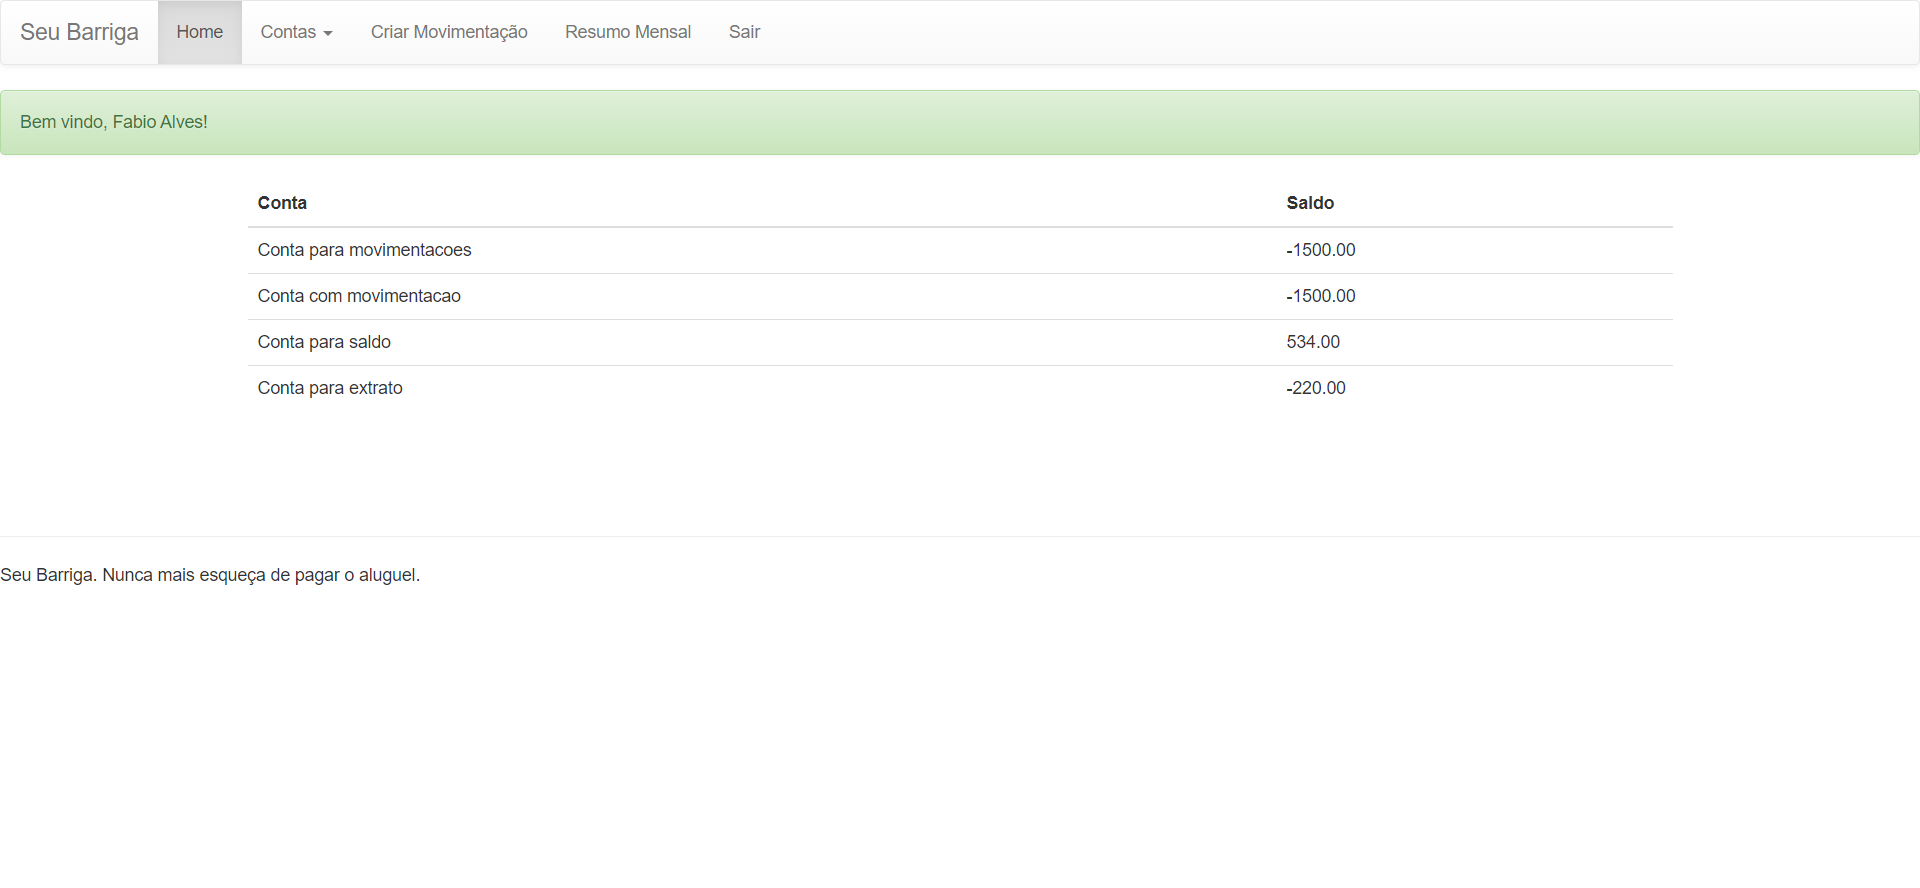 Seu Barriga Home Contas Criar Movimentação Resumo Mensal Sair
Bem vindo, Fabio Alves!
Conta Saldo
Conta para movimentacoes -1500.00
Conta com movimentacao -1500.00
Conta para saldo 534.00
Conta para extrato -220.00
Seu Barriga. Nunca mais esqueça de pagar o aluguel.